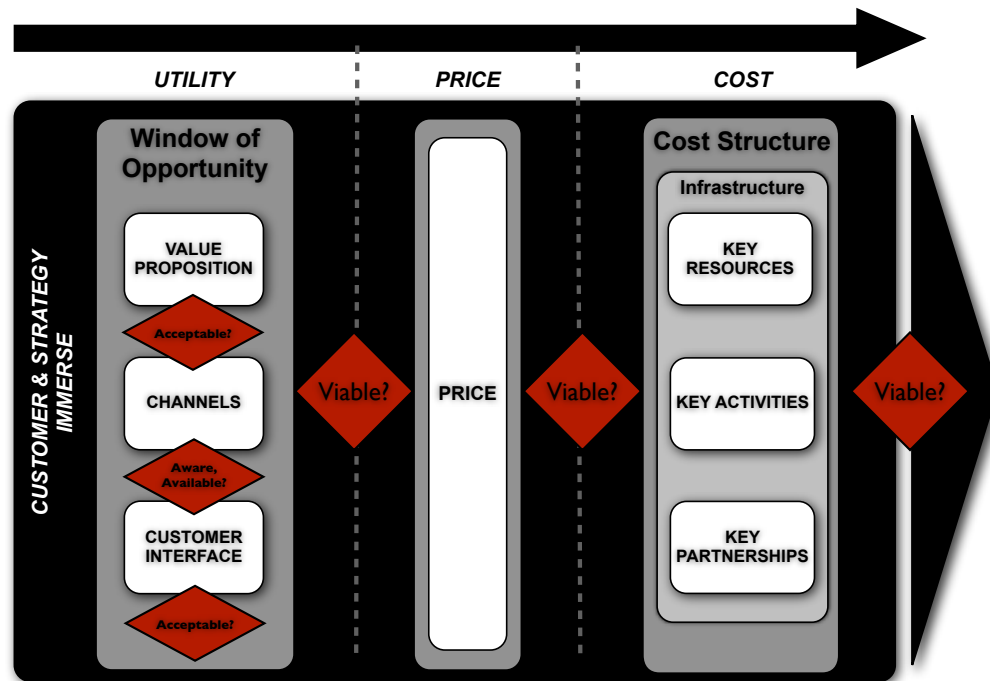 UTILITY
PRICE
COST
CUSTOMER & STRATEGY
IMMERSE
Window of
Opportunity
VALUE
PROPOSITION
Acceptable?
CHANNELS
Aware,
Available?
CUSTOMER
INTERFACE
Acceptable?
Viable?
PRICE
Viable?
Cost Structure
Infrastructure
KEY
RESOURCES
KEY ACTIVITIES
KEY
PARTNERSHIPS
Viable?